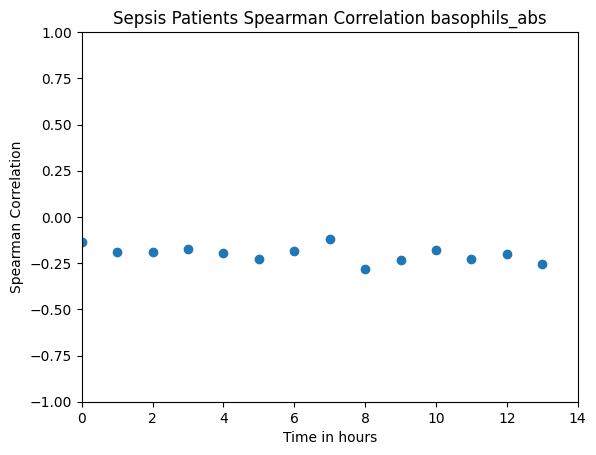 Sepsis Patients Spearman Correlation basophils_abs
1.00
0.75
0.50
0.25
0.00
−0.25
−0.50
−0.75
−1.00
Spearman Correlation
0 2 4 6 8 10 12 14
Time in hours